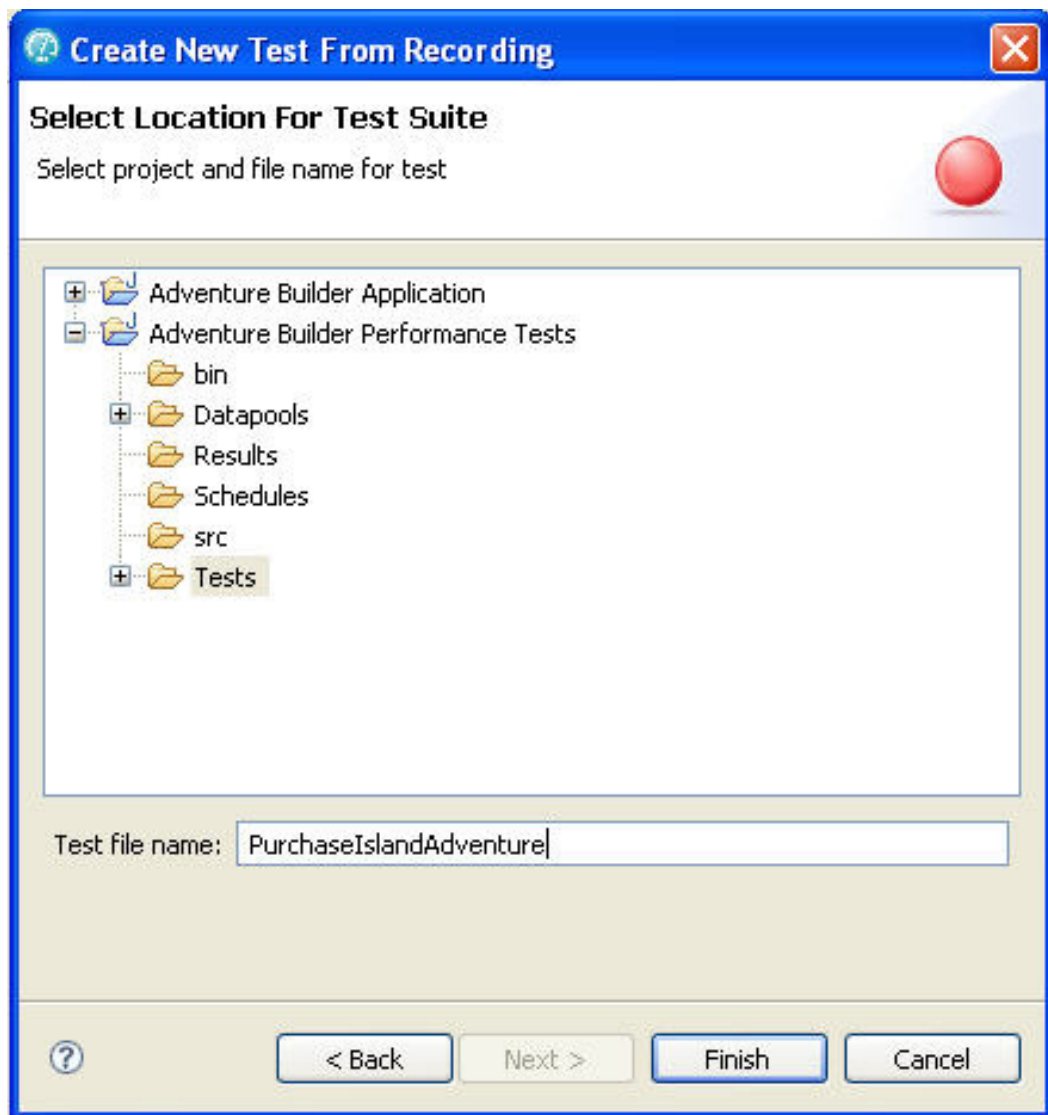 Create New Test From Recording
Select Location For Test Suite
Select project and file name for test
Adventure Builder Application
Adventure Builder Performance Tests
bin
Datapools
Results
Schedules
src
Tests
Test file name: PurchaseIslandAdventure
? < Back Next > Finish Cancel